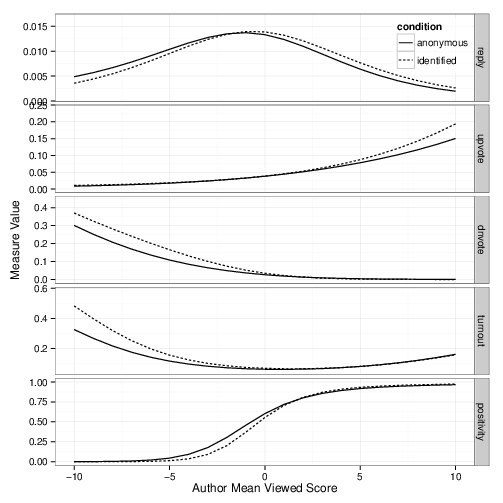 condition
anonymous
identified
0.015
0.010
0.005
0.000
reply
0.25
0.20
0.15
0.10
0.05
0.00
upvote
0.4
0.3
0.2
0.1
0.0
dnvote
0.6
0.4
0.2
turnout
1.00
0.75
0.50
0.25
0.00
positivity
Measure Value
−10
−5
0
5
10
Author Mean Viewed Score